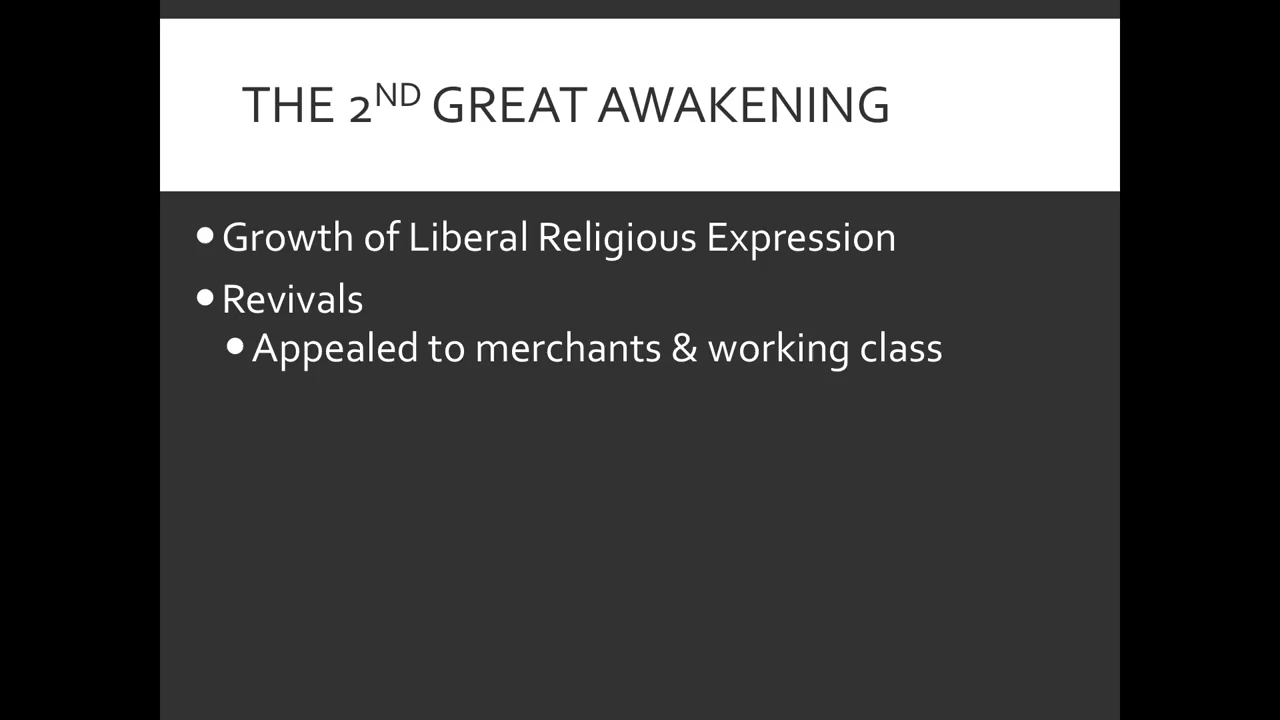 THE 2ND GREAT AWAKENING
• Growth of Liberal Religious Expression
• Revivals
• Appealed to merchants & working class